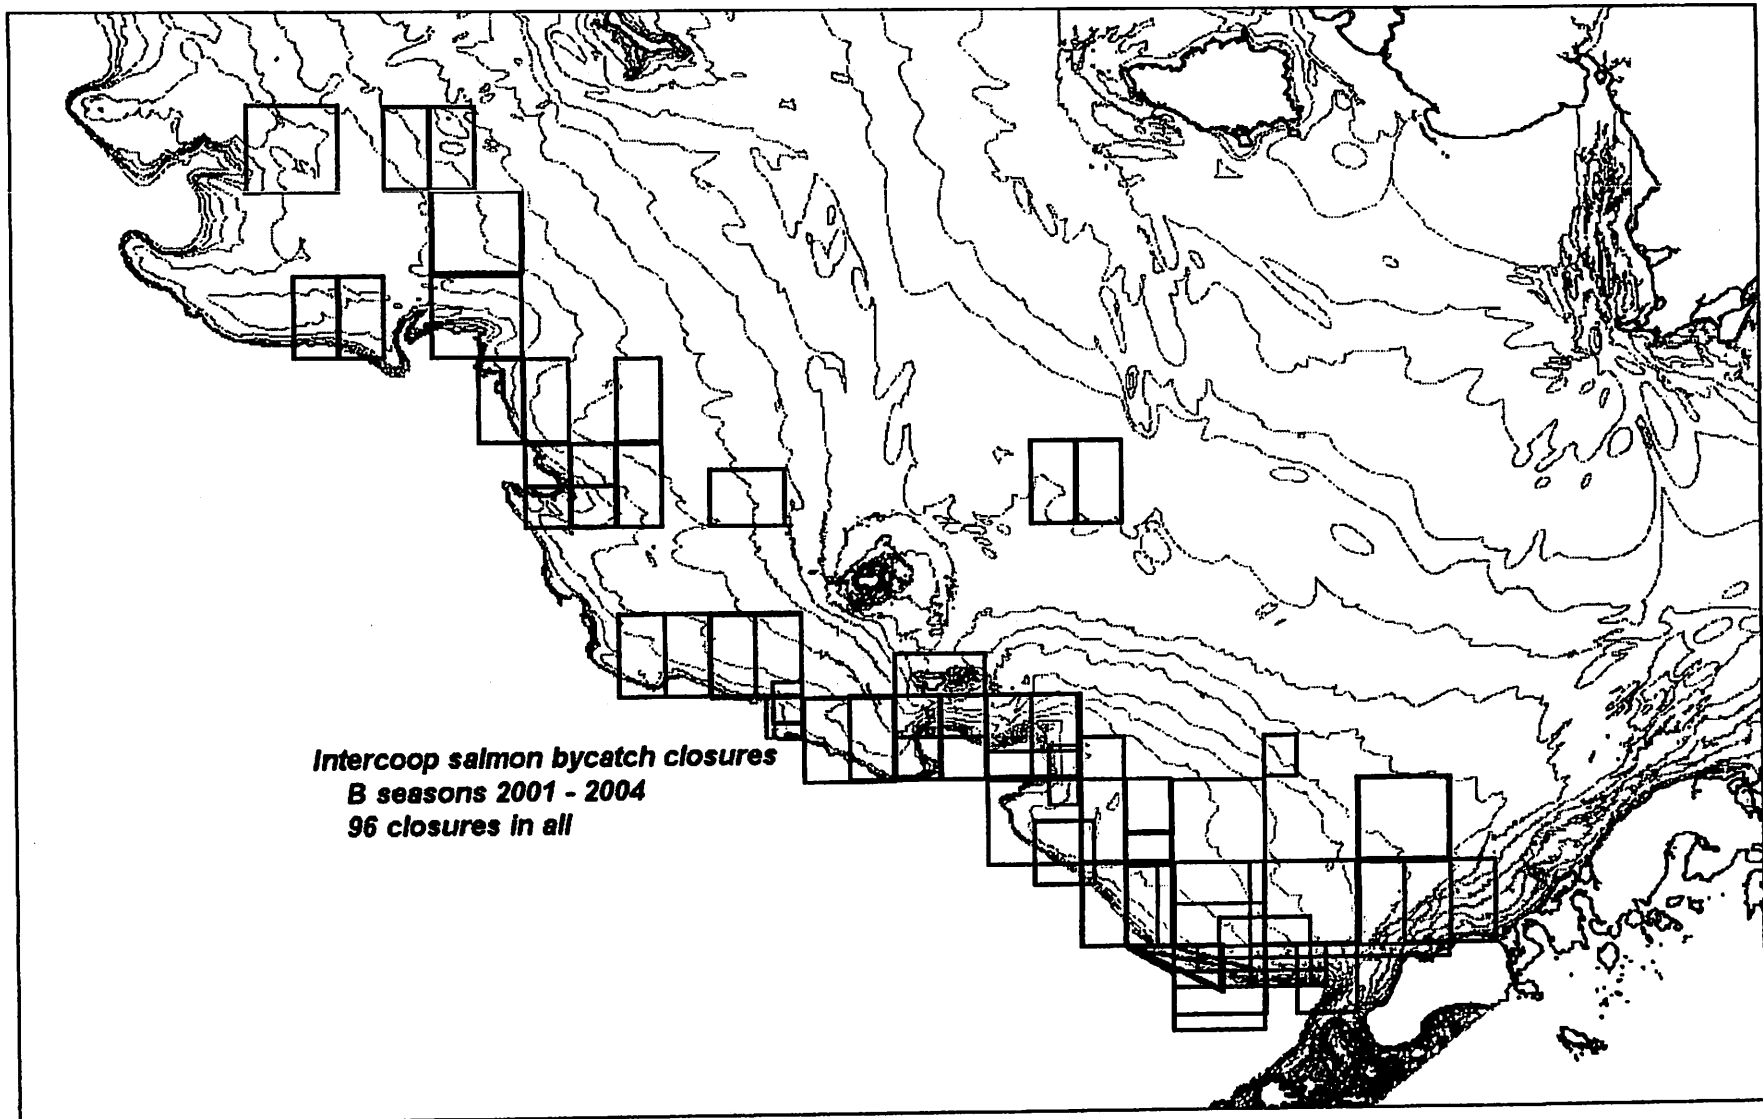 Intercoop salmon bycatch closures
B seasons 2001 - 2004
96 closures in all